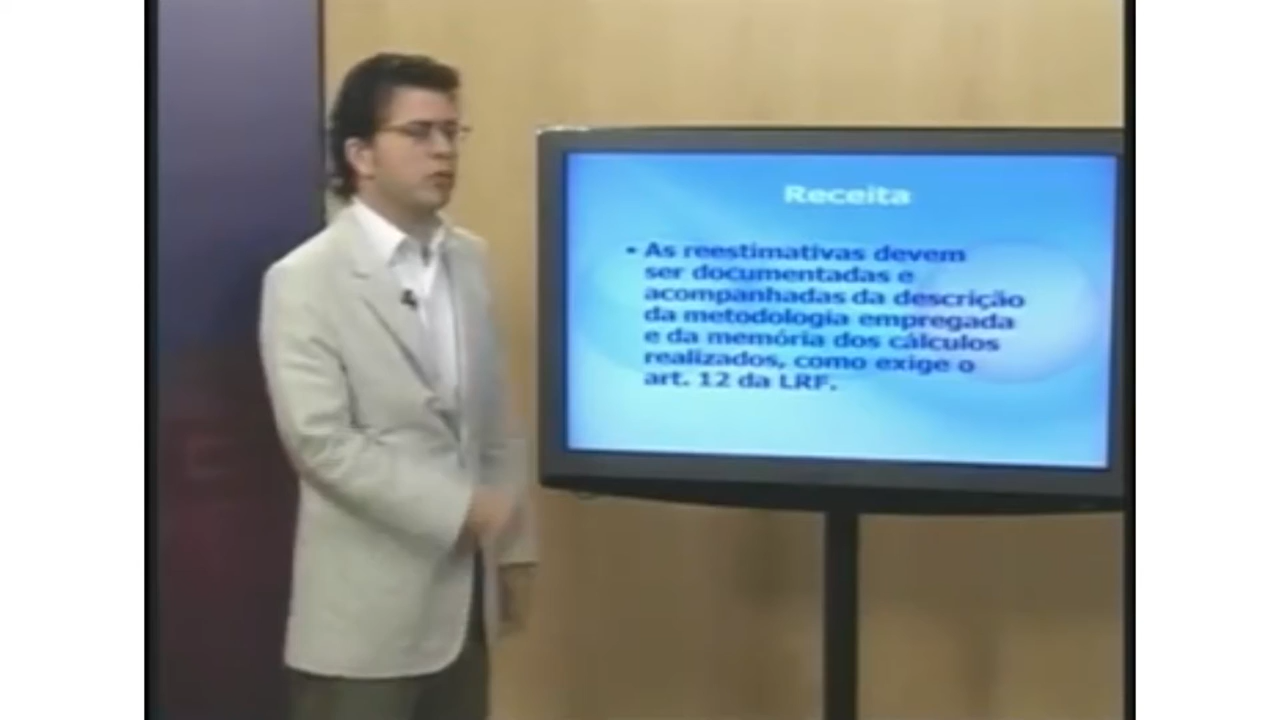 Receita
• As reestimativas devem
ser documentadas e
acompanhadas da descrição
da metodologia empregada
e da memória dos cálculos
realizados, como exige o
art. 12 da LRF.